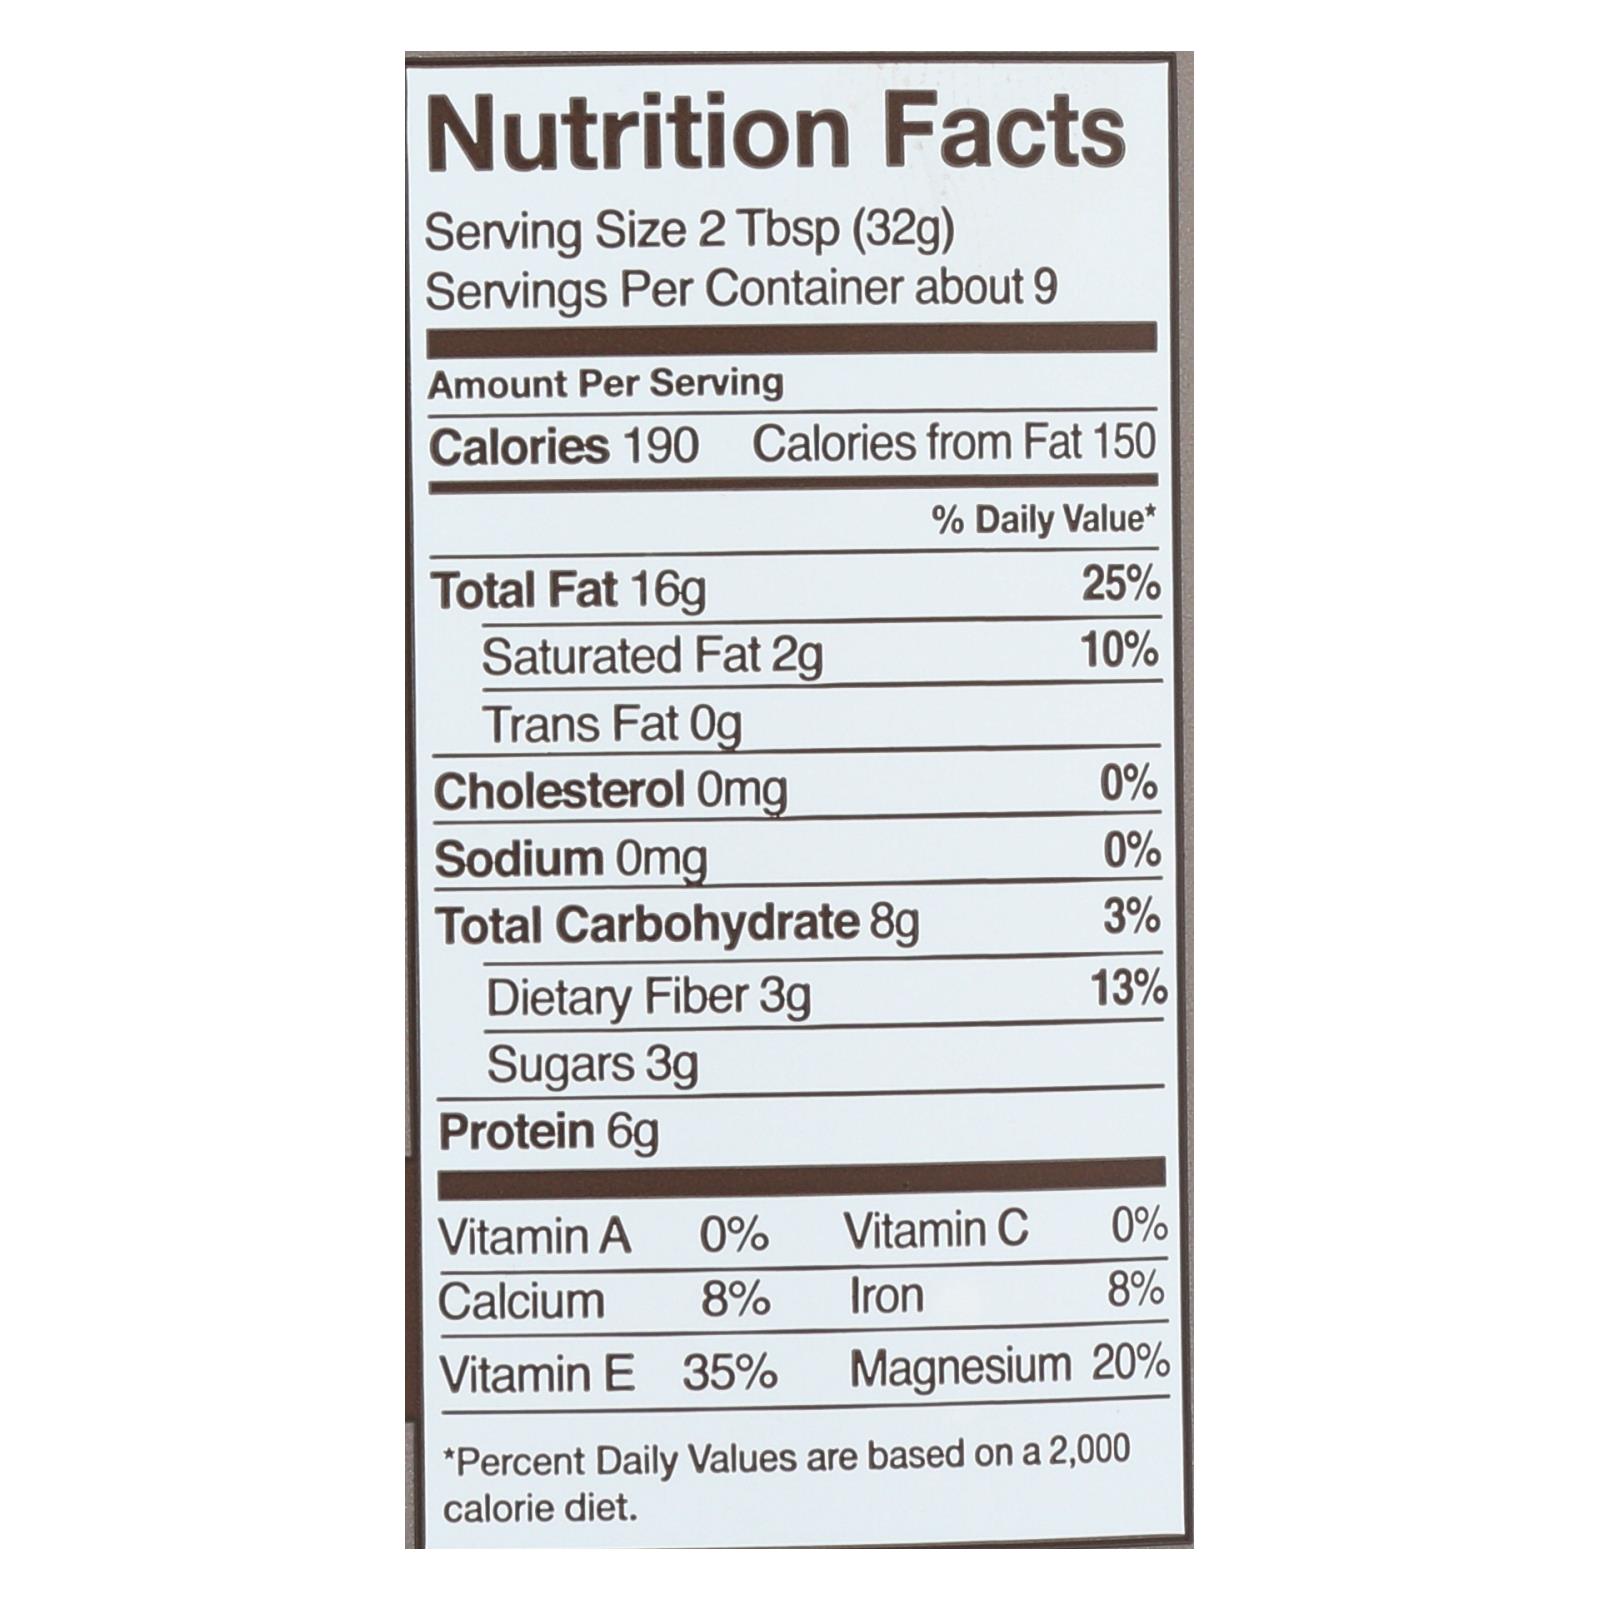 Nutrition Facts
Serving Size 2 Tbsp (32g)
Servings Per Container about 9
Amount Per Serving
Calories 190 Calories from Fat 150
% Daily Value*
Total Fat 16g 25%
Saturated Fat 2g 10%
Trans Fat 0g
Cholesterol 0mg 0%
Sodium 0mg 0%
Total Carbohydrate 8g 3%
Dietary Fiber 3g 13%
Sugars 3g
Protein 6g
Vitamin A 0% Vitamin C 0%
Calcium 8% Iron 8%
Vitamin E 35% Magnesium 20%
*Percent Daily Values are based on a 2,000
calorie diet.